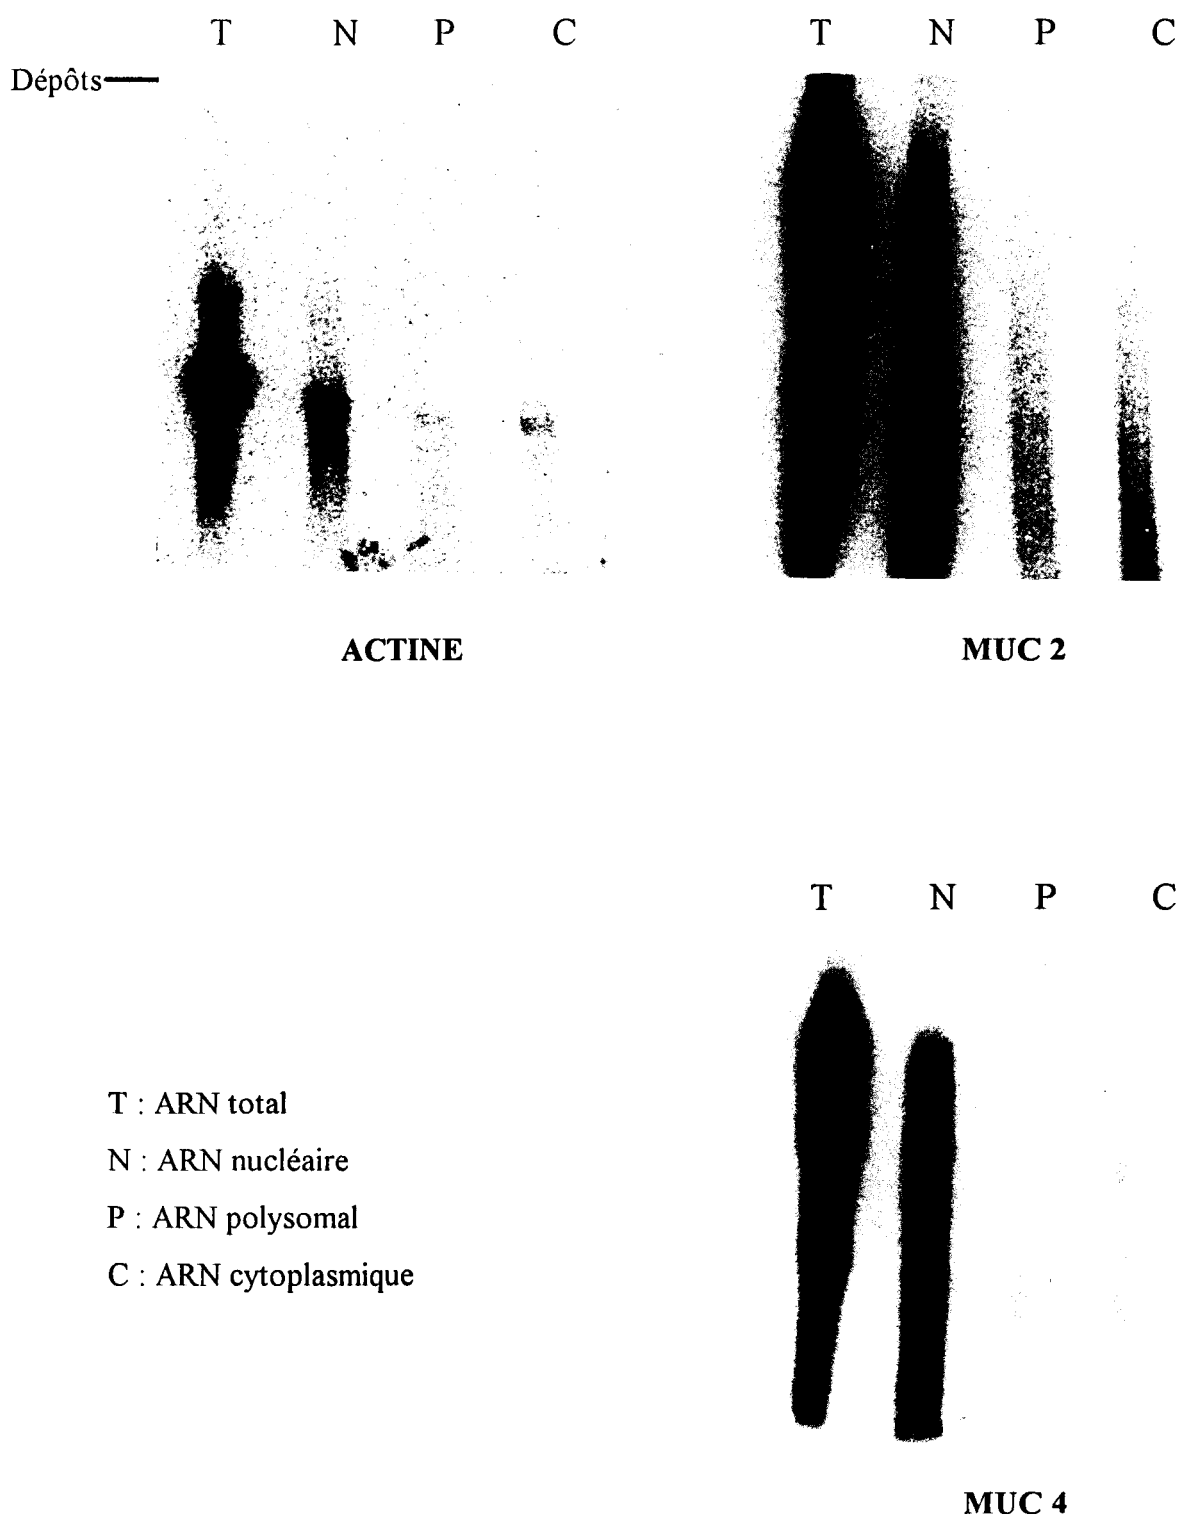 T N P C
T N P C
Dépôts
ACTINE
MUC 2
T N P C
T : ARN total
N : ARN nucléaire
P : ARN polysomal
C : ARN cytoplasmique
MUC 4